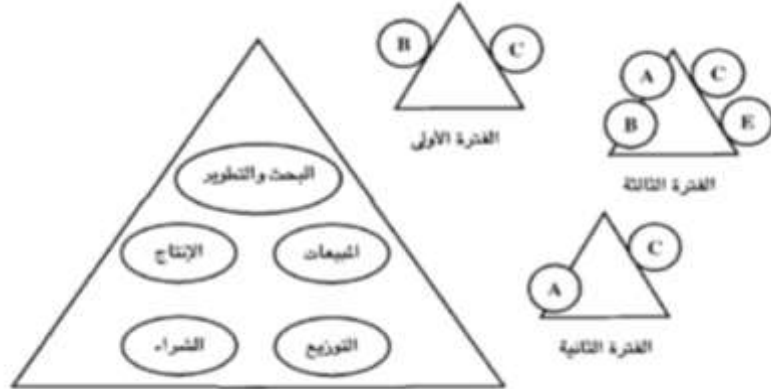 B
C
الفترة الأولى
A
C
B
E
الفترة الثالثة
البحث والتطوير
الإنتاج
المبيعات
A
C
الفترة الثانية
الشراء
التوزيع